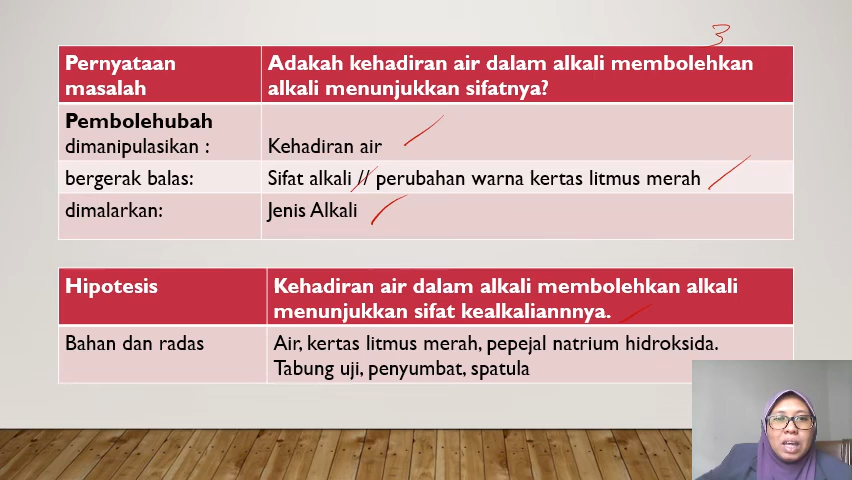 3
Pernyataan
masalah
Adakah kehadiran air dalam alkali membolehkan
alkali menunjukkan sifatnya?
Pembolehubah
dimanipulasikan :
Kehadiran air
bergerak balas:
Sifat alkali // perubahan warna kertas litmus merah
dimalarkan:
Jenis Alkali
Hipotesis
Kehadiran air dalam alkali membolehkan alkali
menunjukkan sifat kealkaliannnya.
Bahan dan radas
Air, kertas litmus merah, pepejal natrium hidroksida.
Tabung uji, penyumbat, spatula